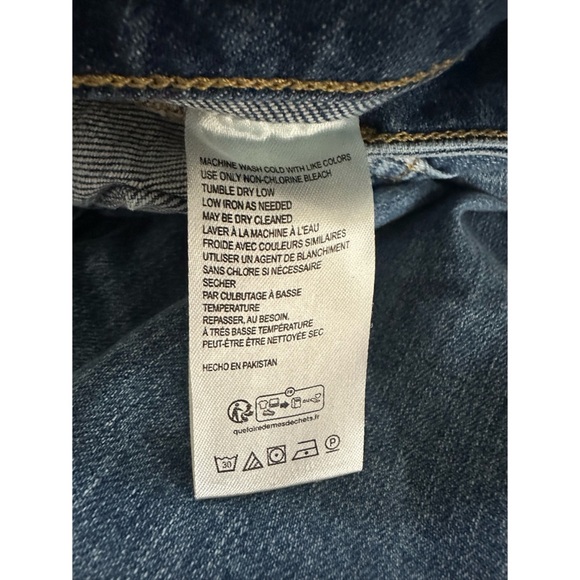 MACHINE WASH COLD WITH LIKE COLORS
USE ONLY NON-CHLORINE BLEACH
TUMBLE DRY LOW
LOW IRON AS NEEDED
MAY BE DRY CLEANED
LAVER À LA MACHINE À L'EAU
FROIDE AVEC COULEURS SIMILAIRES
UTILISER UN AGENT DE BLANCHIMENT
SANS CHLORE SI NÉCESSAIRE
SECHER
PAR CULBUTAGE À BASSE
TEMPERATURE
REPASSER, AU BESOIN,
À TRÈS BASSE TEMPÉRATURE
PEUT-ÊTRE ÊTRE NETTOYÉE SEC
HECHO EN PAKISTAN
FR
quefairedemesdechets.fr
30 P